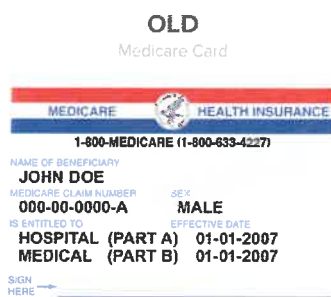 OLD
Medicare Card
MEDICARE HEALTH INSURANCE
1-800-MEDICARE (1-800-633-4227)
NAME OF BENEFICIARY
JOHN DOE
MEDICARE CLAIM NUMBER SEX
000-00-0000-A MALE
IS ENTITLED TO EFFECTIVE DATE
HOSPITAL (PART A) 01-01-2007
MEDICAL (PART B) 01-01-2007
SIGN
HERE